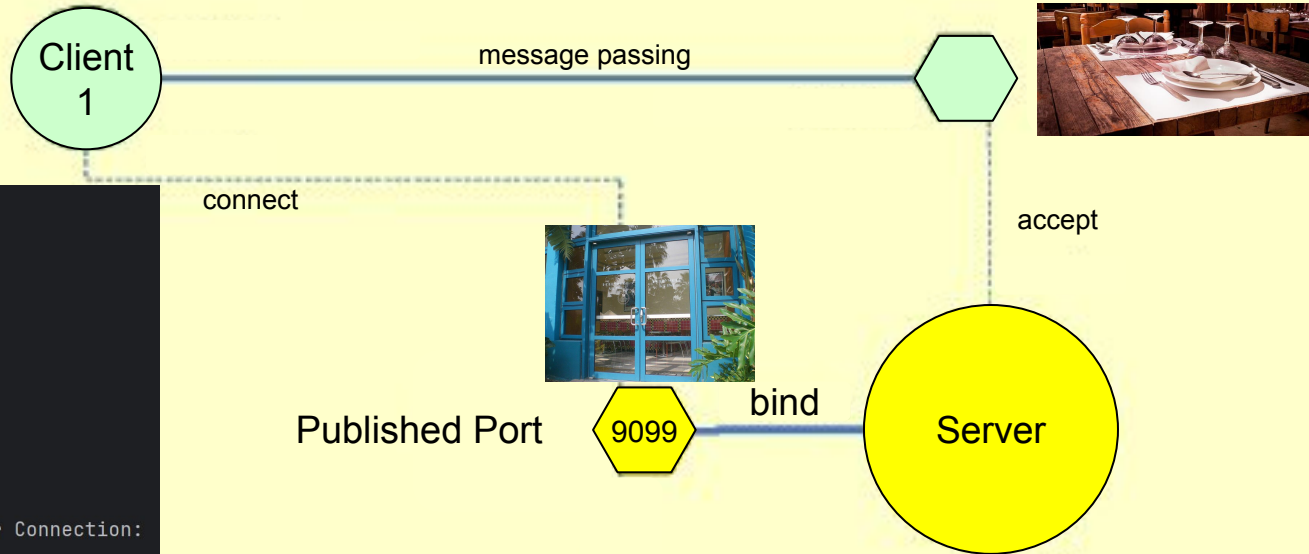 Client
1
message passing
connect
accept
Published Port
9099
bind
Server
Connection: